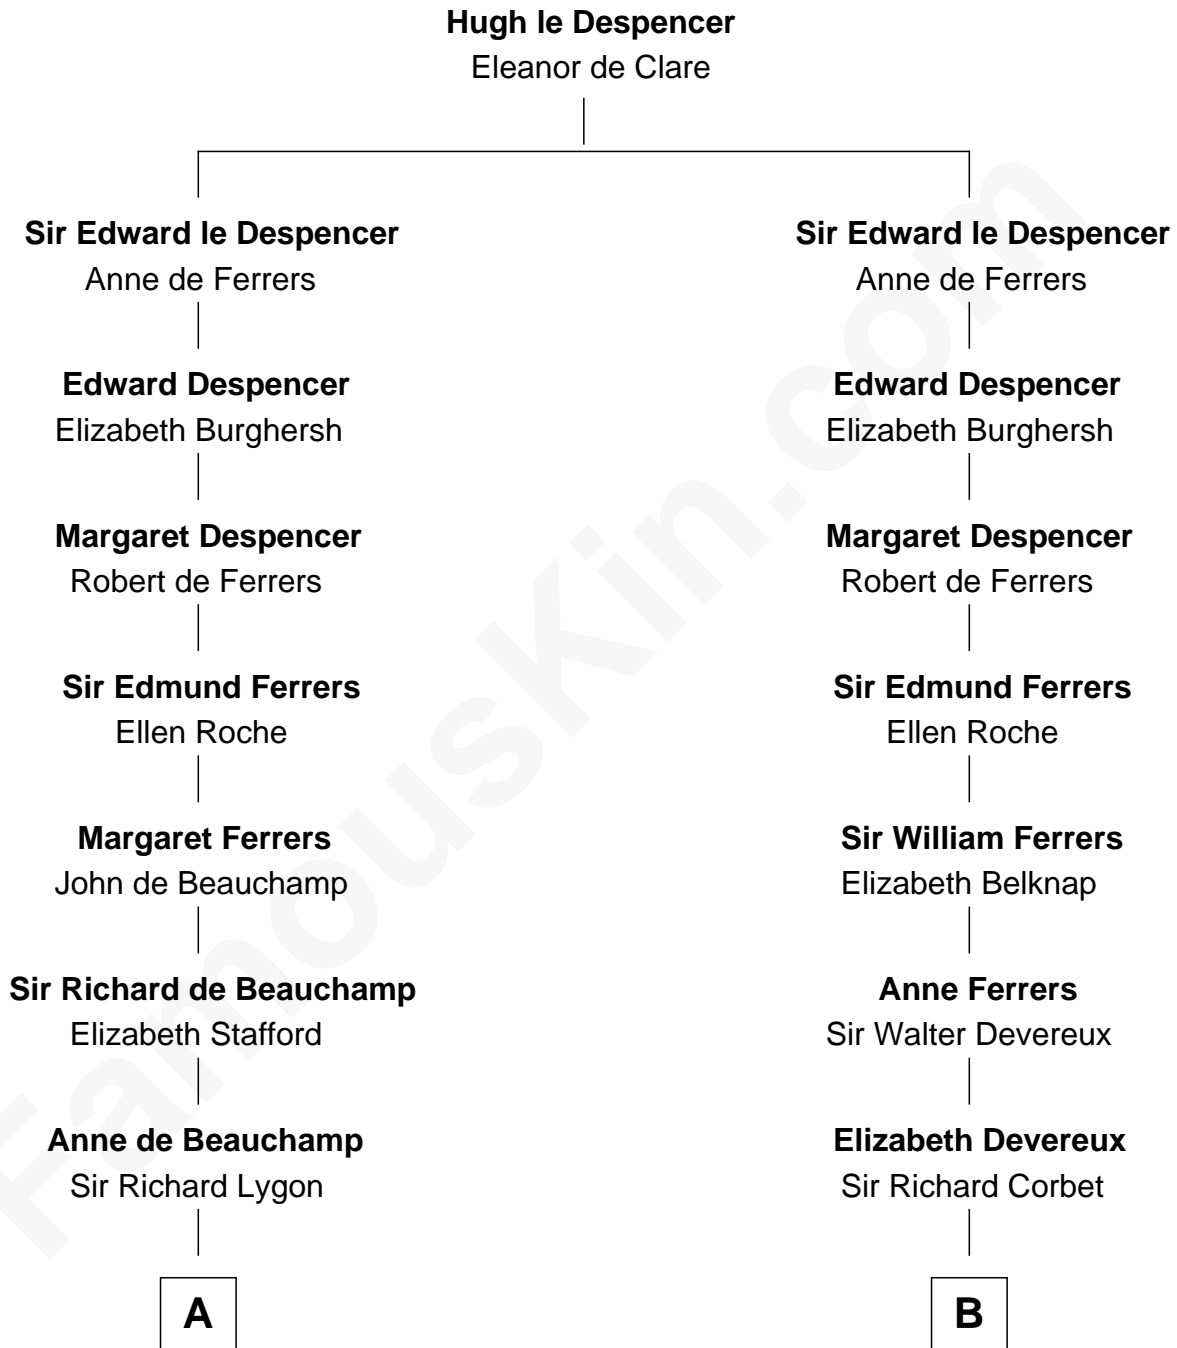 Hugh le Despencer
Eleanor de Clare
Sir Edward le Despencer
Anne de Ferrers
Edward Despencer
Elizabeth Burghersh
Margaret Despencer
Robert de Ferrers
Sir Edmund Ferrers
Ellen Roche
Margaret Ferrers
John de Beauchamp
Sir Richard de Beauchamp
Elizabeth Stafford
Anne de Beauchamp
Sir Richard Lygon
A
Sir Edward le Despencer
Anne de Ferrers
Edward Despencer
Elizabeth Burghersh
Margaret Despencer
Robert de Ferrers
Sir Edmund Ferrers
Ellen Roche
Sir William Ferrers
Elizabeth Belknap
Anne Ferrers
Sir Walter Devereux
Elizabeth Devereux
Sir Richard Corbet
B
FamousKin.com